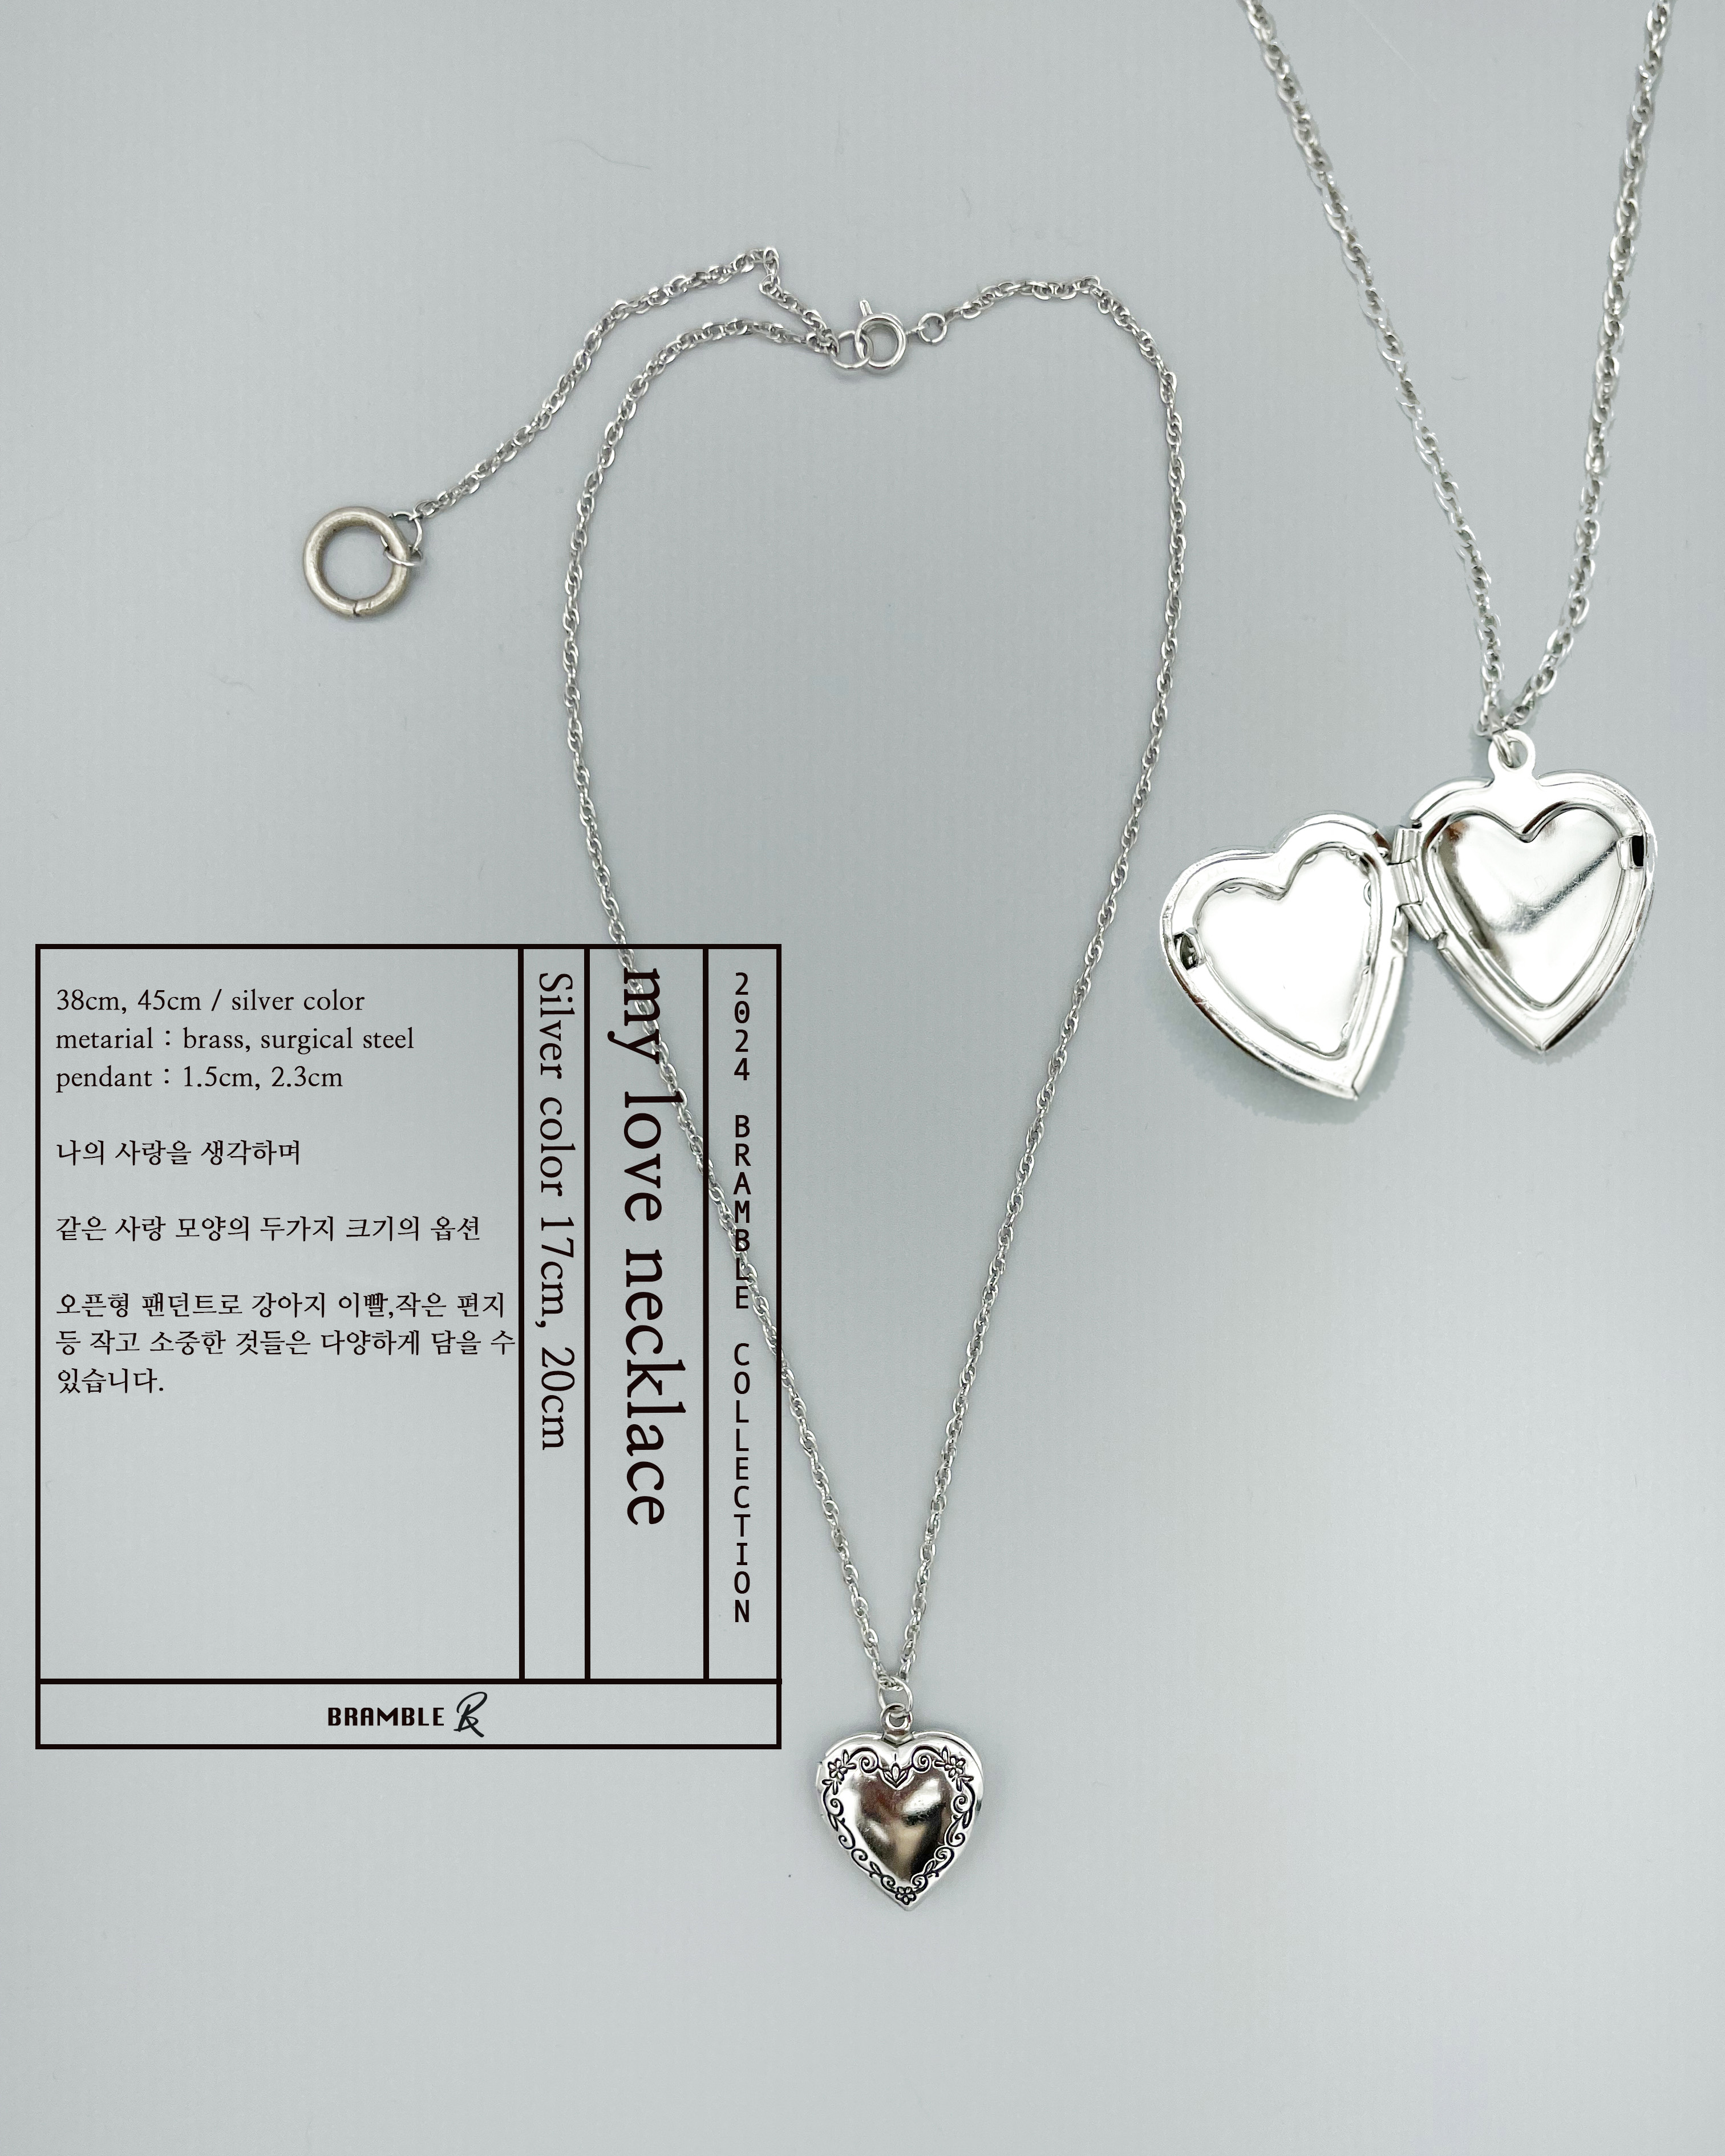 38cm, 45cm / silver color
metarial : brass, surgical steel
pendant : 1.5cm, 2.3cm
나의 사랑을 생각하며
같은 사랑 모양의 두가지 크기의 옵션
오픈형 팬던트로 강아지 이빨,작은 편지
등 작고 소중한 것들은 다양하게 담을 수
있습니다.
Silver color 17cm, 20cm
my love necklace
2024 BRAMBLE COLLECTION
BRAMBLE R